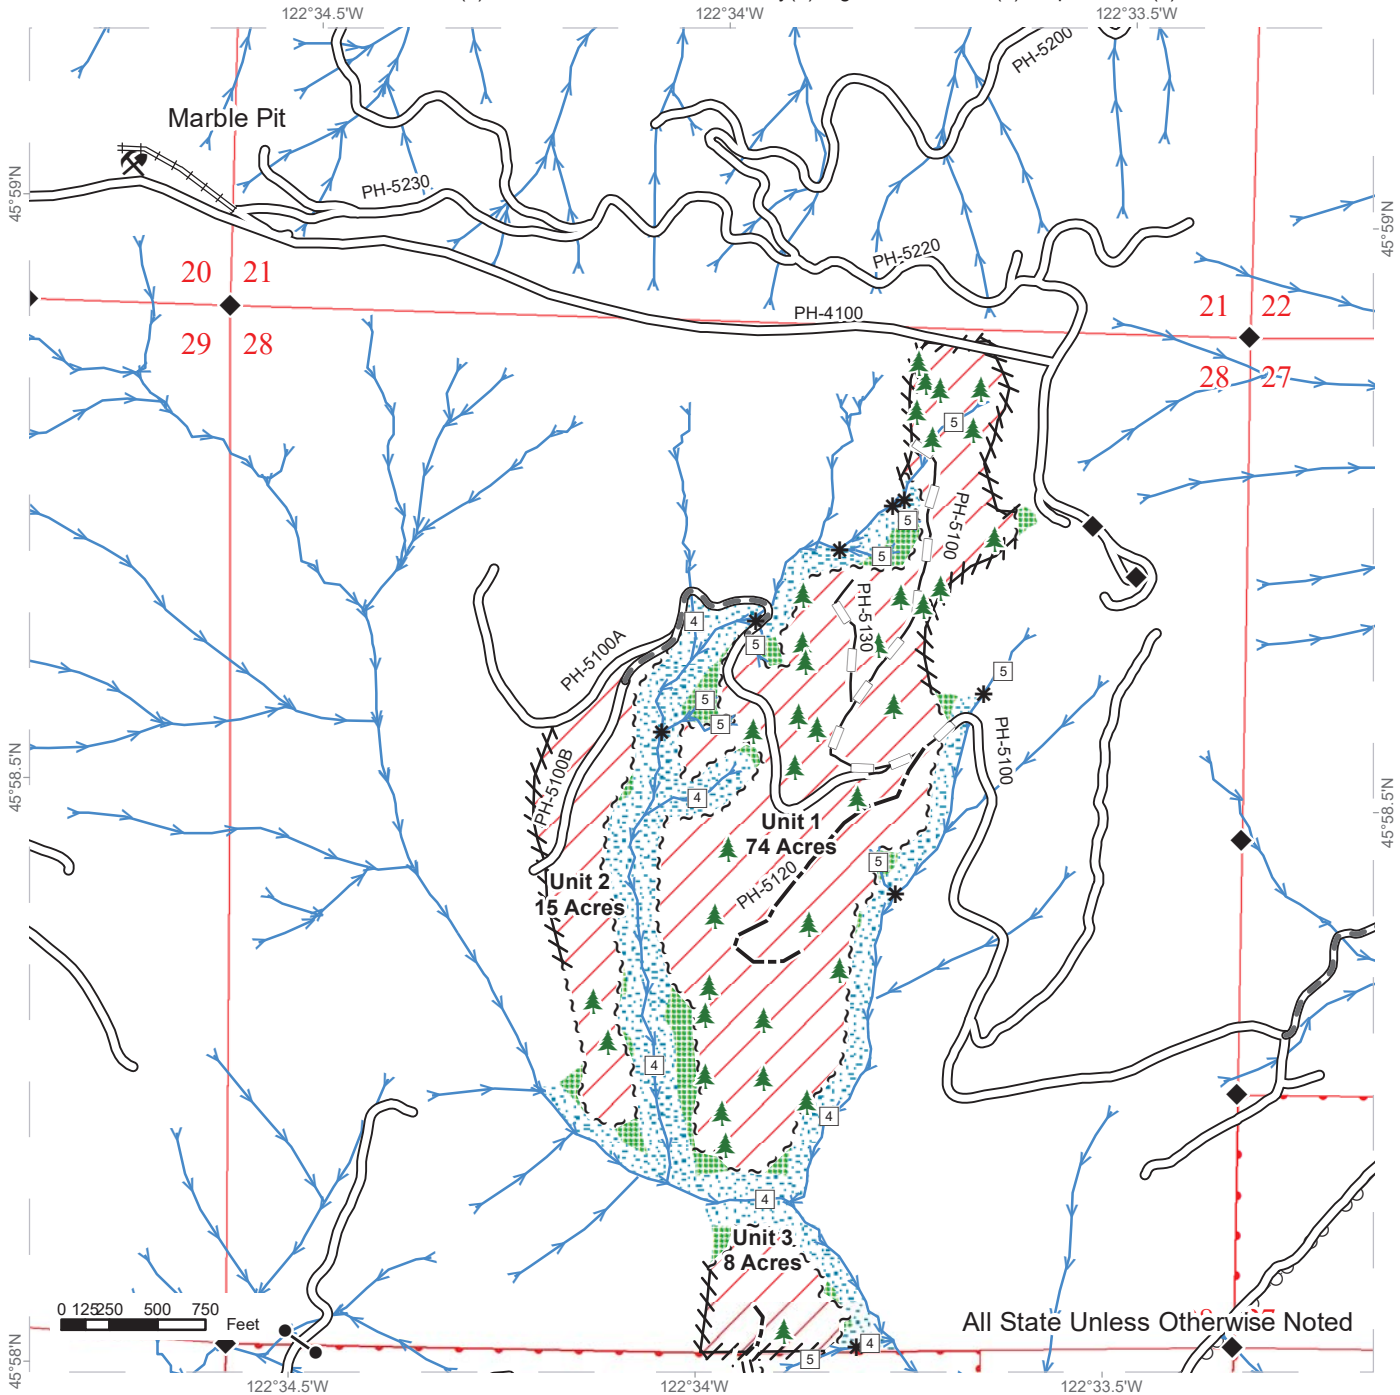 122°34.5'W
122°34'W
122°33.5'W
PH-5200
Marble Pit
PH-5230
45°59'N
45°59'N
PH-5220
20 21
21 22
PH-4100
29 28
28 27
5
PH-5100
5
5
PH-5130
4
5
PH-5100A
5
5
5
PH-5100
PH-5100B
45°58.5'N
45°58.5'N
4
Unit 1
74 Acres
5
PH-5120
Unit 2
15 Acres
4
4
4
Unit 3
8 Acres
0 125 250 500 750
Feet
All State Unless Otherwise Noted
4
5
45°58'N
122°34.5'W
122°34'W
122°33.5'W